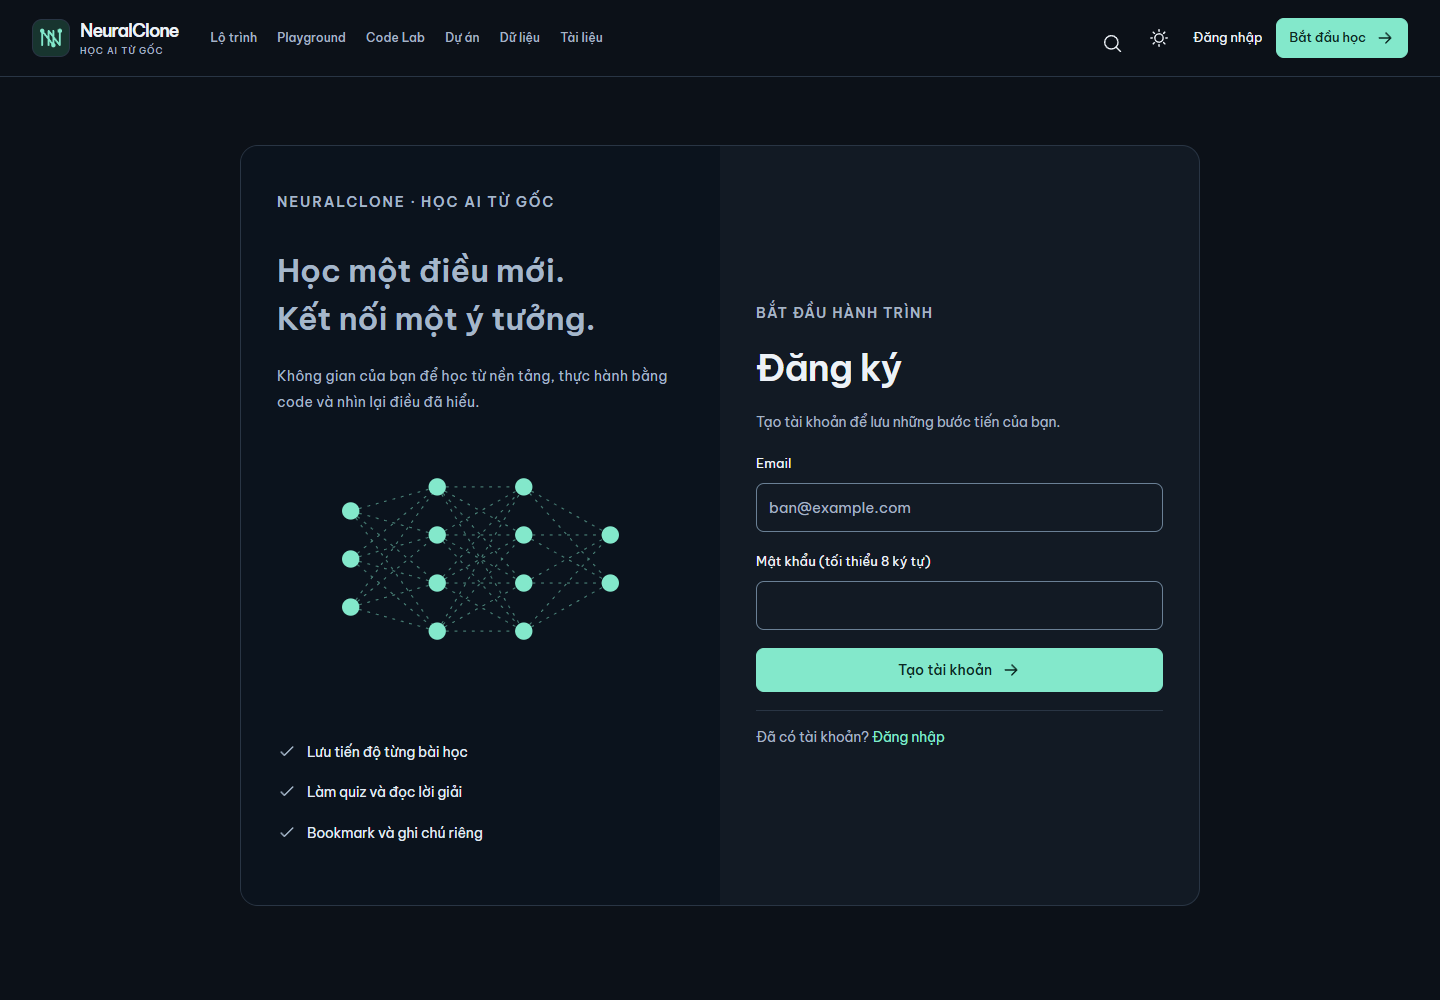 NeuralClone
HỌC AI TỪ GỐC
Lộ trình
Playground
Code Lab
Dự án
Dữ liệu
Tài liệu
Đăng nhập
Bắt đầu học
NEURALCLONE · HỌC AI TỪ GỐC
Học một điều mới.
Kết nối một ý tưởng.
Không gian của bạn để học từ nền tảng, thực hành bằng
code và nhìn lại điều đã hiểu.
Lưu tiến độ từng bài học
Làm quiz và đọc lời giải
Bookmark và ghi chú riêng
BẮT ĐẦU HÀNH TRÌNH
Đăng ký
Tạo tài khoản để lưu những bước tiến của bạn.
Email
ban@example.com
Mật khẩu (tối thiểu 8 ký tự)
Tạo tài khoản
Đã có tài khoản? Đăng nhập